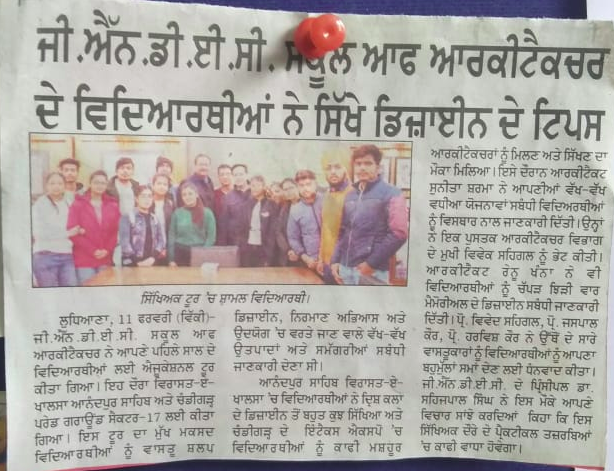 ਜੀ.ਐੱਨ.ਡੀ.ਈ.ਸੀ. ਸਕੂਲ ਆਫ ਆਰਕੀਟੈਕਚਰ
ਦੇ ਵਿਦਿਆਰਥੀਆਂ ਨੇ ਸਿੱਖੇ ਡਿਜ਼ਾਈਨ ਦੇ ਟਿਪਸ
ਸਿੱਖਿਅਕ ਟੂਰ 'ਚ ਸ਼ਾਮਲ ਵਿਦਿਆਰਥੀ।
ਲੁਧਿਆਣਾ, 11 ਫਰਵਰੀ (ਵਿੱਕੀ)-
ਜੀ.ਐੱਨ.ਡੀ.ਈ.ਸੀ. ਸਕੂਲ ਆਫ
ਆਰਕੀਟੈਕਚਰ ਨੇ ਆਪਣੇ ਪਹਿਲੇ ਸਾਲ ਦੇ
ਵਿਦਿਆਰਥੀਆਂ ਲਈ ਐਜੂਕੇਸ਼ਨਲ ਟੂਰ
ਕੀਤਾ ਗਿਆ। ਇਹ ਦੌਰਾ ਵਿਰਾਸਤ-ਏ-
ਖਾਲਸਾ ਆਨੰਦਪੁਰ ਸਾਹਿਬ ਅਤੇ ਚੰਡੀਗੜ੍ਹ
ਪਰੇਡ ਗਰਾਊਂਡ ਸੈਕਟਰ-17 ਲਈ ਕੀਤਾ
ਗਿਆ। ਇਸ ਟੂਰ ਦਾ ਮੁੱਖ ਮਕਸਦ
ਵਿਦਿਆਰਥੀਆਂ ਨੂੰ ਵਾਸਤੂ ਸ਼ਲਪ
ਡਿਜ਼ਾਈਨ, ਨਿਰਮਾਣ ਅਭਿਆਸ ਅਤੇ
ਉਦਯੋਗ 'ਚ ਵਰਤੇ ਜਾਣ ਵਾਲੇ ਵੱਖ-ਵੱਖ
ਉਤਪਾਦਾਂ ਅਤੇ ਸਮੱਗਰੀਆਂ ਸਬੰਧੀ
ਜਾਣਕਾਰੀ ਦੇਣਾ ਸੀ।
ਆਨੰਦਪੁਰ ਸਾਹਿਬ ਵਿਰਾਸਤ-ਏ-
ਖਾਲਸਾ 'ਚ ਵਿਦਿਆਰਥੀਆਂ ਨੇ ਦ੍ਰਿਸ਼ ਕਲਾ
ਦੇ ਡਿਜ਼ਾਈਨ ਤੋਂ ਬਹੁਤ ਕੁਝ ਸਿੱਖਿਆ ਅਤੇ
ਚੰਡੀਗੜ੍ਹ ਦੇ ਇੰਟੈਕਸ ਐਕਸਪੋ 'ਚ
ਵਿਦਿਆਰਥੀਆਂ ਨੂੰ ਕਾਫੀ ਮਸ਼ਹੂਰ
ਆਰਕੀਟੈਕਚਰਾਂ ਨੂੰ ਮਿਲਣ ਅਤੇ ਸਿੱਖਣ ਦਾ
ਮੌਕਾ ਮਿਲਿਆ। ਇਸੇ ਦੌਰਾਨ ਆਰਕੀਟੈਕਟ
ਸੁਨੀਤਾ ਸ਼ਰਮਾ ਨੇ ਆਪਣੀਆਂ ਵੱਖ-ਵੱਖ
ਵਧੀਆ ਯੋਜਨਾਵਾਂ ਸਬੰਧੀ ਵਿਦਿਆਰਥੀਆਂ
ਨੂੰ ਵਿਸਥਾਰ ਨਾਲ ਜਾਣਕਾਰੀ ਦਿੱਤੀ। ਉਨ੍ਹਾਂ
ਨੇ ਇਕ ਪੁਸਤਕ ਆਰਕੀਟੈਕਚਰ ਵਿਭਾਗ
ਦੇ ਮੁਖੀ ਵਿਵੇਕ ਸਹਿਗਲ ਨੂੰ ਭੇਟ ਕੀਤੀ।
ਆਰਕੀਟੈਕਟ ਰੇਨੂੰ ਖੰਨਾ ਨੇ ਵੀ
ਵਿਦਿਆਰਥੀਆਂ ਨੂੰ ਚੱਪੜ ਝਿੜੀ ਵਾਰ
ਮੈਮੋਰੀਅਲ ਦੇ ਡਿਜ਼ਾਈਨ ਸਬੰਧੀ ਜਾਣਕਾਰੀ
ਦਿੱਤੀ। ਪ੍ਰੋ. ਵਿਵੇਦ ਸਹਿਗਲ, ਪ੍ਰੋ. ਜਸਪਾਲ
ਕੌਰ, ਪ੍ਰੋ. ਹਰਵਿਸ਼ ਕੌਰ ਨੇ ਉੱਥੇ ਦੇ ਸਾਰੇ
ਵਾਸਤੂਕਾਰਾਂ ਨੂੰ ਵਿਦਿਆਰਥੀਆਂ ਨੂੰ ਆਪਣਾ
ਬਹੁਮੁੱਲਾ ਸਮਾਂ ਦੇਣ ਲਈ ਧੰਨਵਾਦ ਕੀਤਾ।
ਜੀ.ਐੱਨ.ਡੀ.ਈ.ਸੀ. ਦੇ ਪ੍ਰਿੰਸੀਪਲ ਡਾ.
ਸਹਿਜਪਾਲ ਸਿੰਘ ਨੇ ਇਸ ਮੌਕੇ ਆਪਣੇ
ਵਿਚਾਰ ਸਾਂਝੇ ਕਰਦਿਆਂ ਕਿਹਾ ਕਿ ਇਸ
ਸਿੱਖਿਅਕ ਦੌਰੇ ਦੇ ਪ੍ਰੈਕਟੀਕਲ ਤਜ਼ਰਬਿਆਂ
'ਚ ਕਾਫੀ ਵਾਧਾ ਹੋਵੇਗਾ।